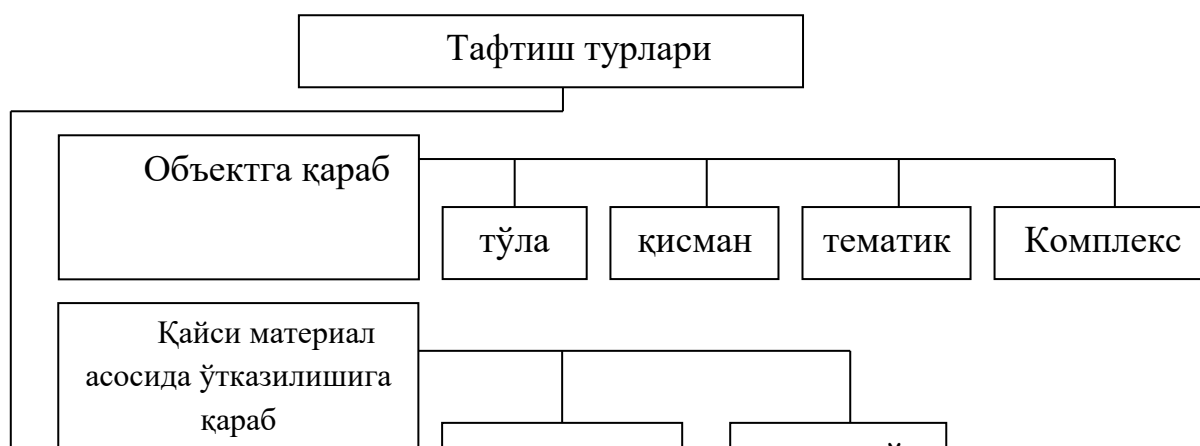 Тафтиш турлари
Объектга қараб
тўла
қисман
тематик
Комплекс
Қайси материал
асосида ўтказилишига
қараб